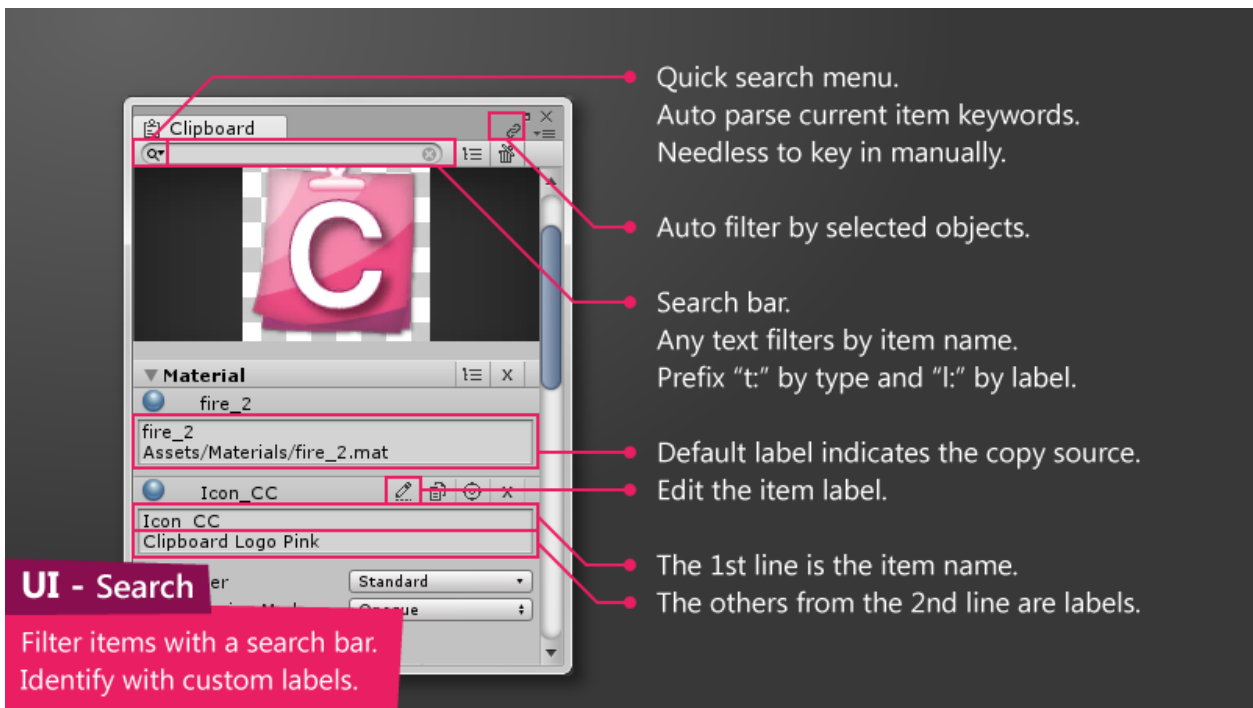 Clipboard
C
Material
fire_2
fire_2
Assets/Materials/fire_2.mat
Icon_CC
Icon_CC
Clipboard Logo Pink
Standard
UI - Search
Filter items with a search bar.
Identify with custom labels.
Quick search menu.
Auto parse current item keywords.
Needless to key in manually.
Auto filter by selected objects.
Search bar.
Any text filters by item name.
Prefix “t:” by type and “l:” by label.
Default label indicates the copy source.
Edit the item label.
The 1st line is the item name.
The others from the 2nd line are labels.